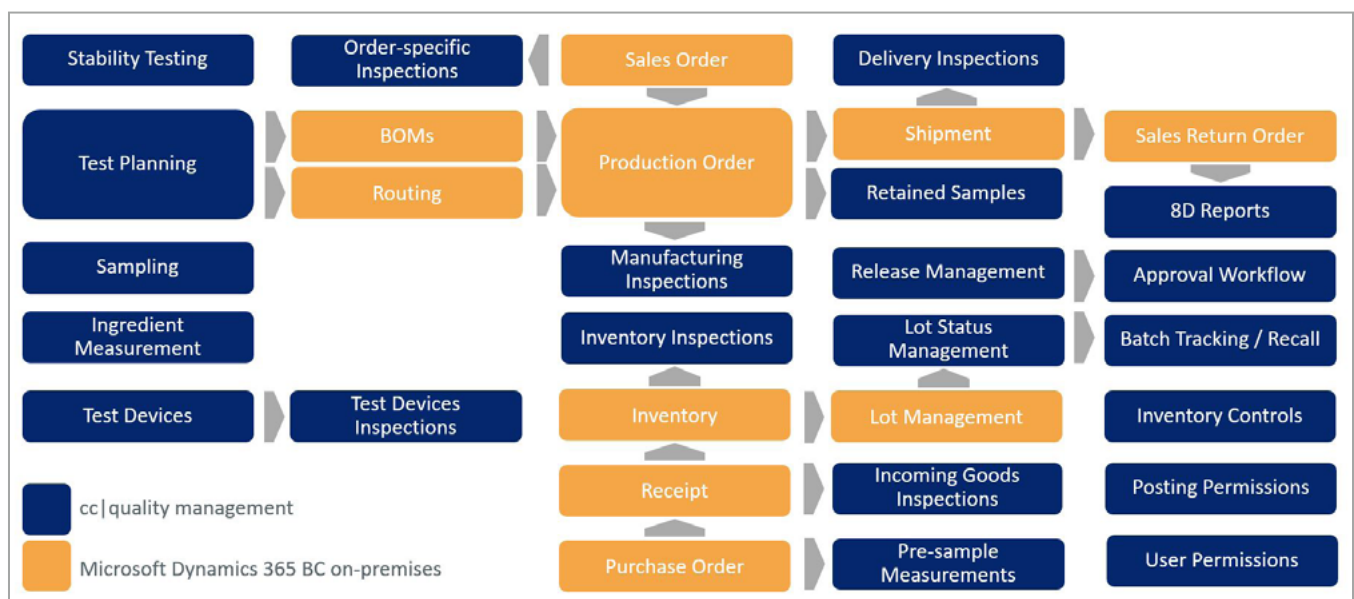 Stability Testing
Order-specific
Inspections
Sales Order
Delivery Inspections
Test Planning
BOMs
Routing
Production Order
Shipment
Sales Return Order
Retained Samples
8D Reports
Sampling
Manufacturing
Inspections
Release Management
Approval Workflow
Ingredient
Measurement
Inventory Inspections
Lot Status
Management
Batch Tracking / Recall
Test Devices
Test Devices
Inspections
Inventory
Lot Management
Inventory Controls
Receipt
Incoming Goods
Inspections
Posting Permissions
cc|quality management
Purchase Order
Pre-sample
Measurements
User Permissions
Microsoft Dynamics 365 BC on-premises